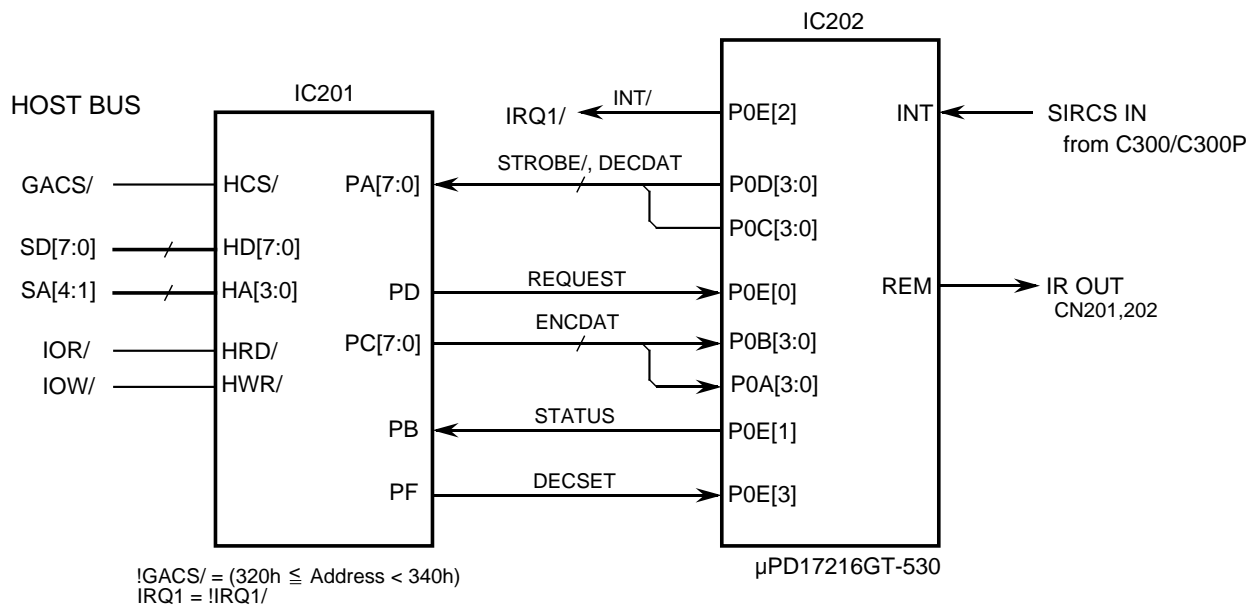 IC202
IC201
HOST BUS
INT/
IRQ1/
P0E[2]
INT
SIRCS IN
from C300/C300P
STROBE/, DECDAT
GACS/
HCS/
PA[7:0]
P0D[3:0]
P0C[3:0]
SD[7:0]
HD[7:0]
REQUEST
SA[4:1]
HA[3:0]
PD
P0E[0]
REM
IR OUT
CN201,202
ENCDAT
IOR/
HRD/
PC[7:0]
P0B[3:0]
IOW/
HWR/
P0A[3:0]
STATUS
PB
P0E[1]
DECSET
PF
P0E[3]
μPD17216GT-530
!GACS/ = (320h ≦ Address < 340h)
IRQ1 = !IRQ1/